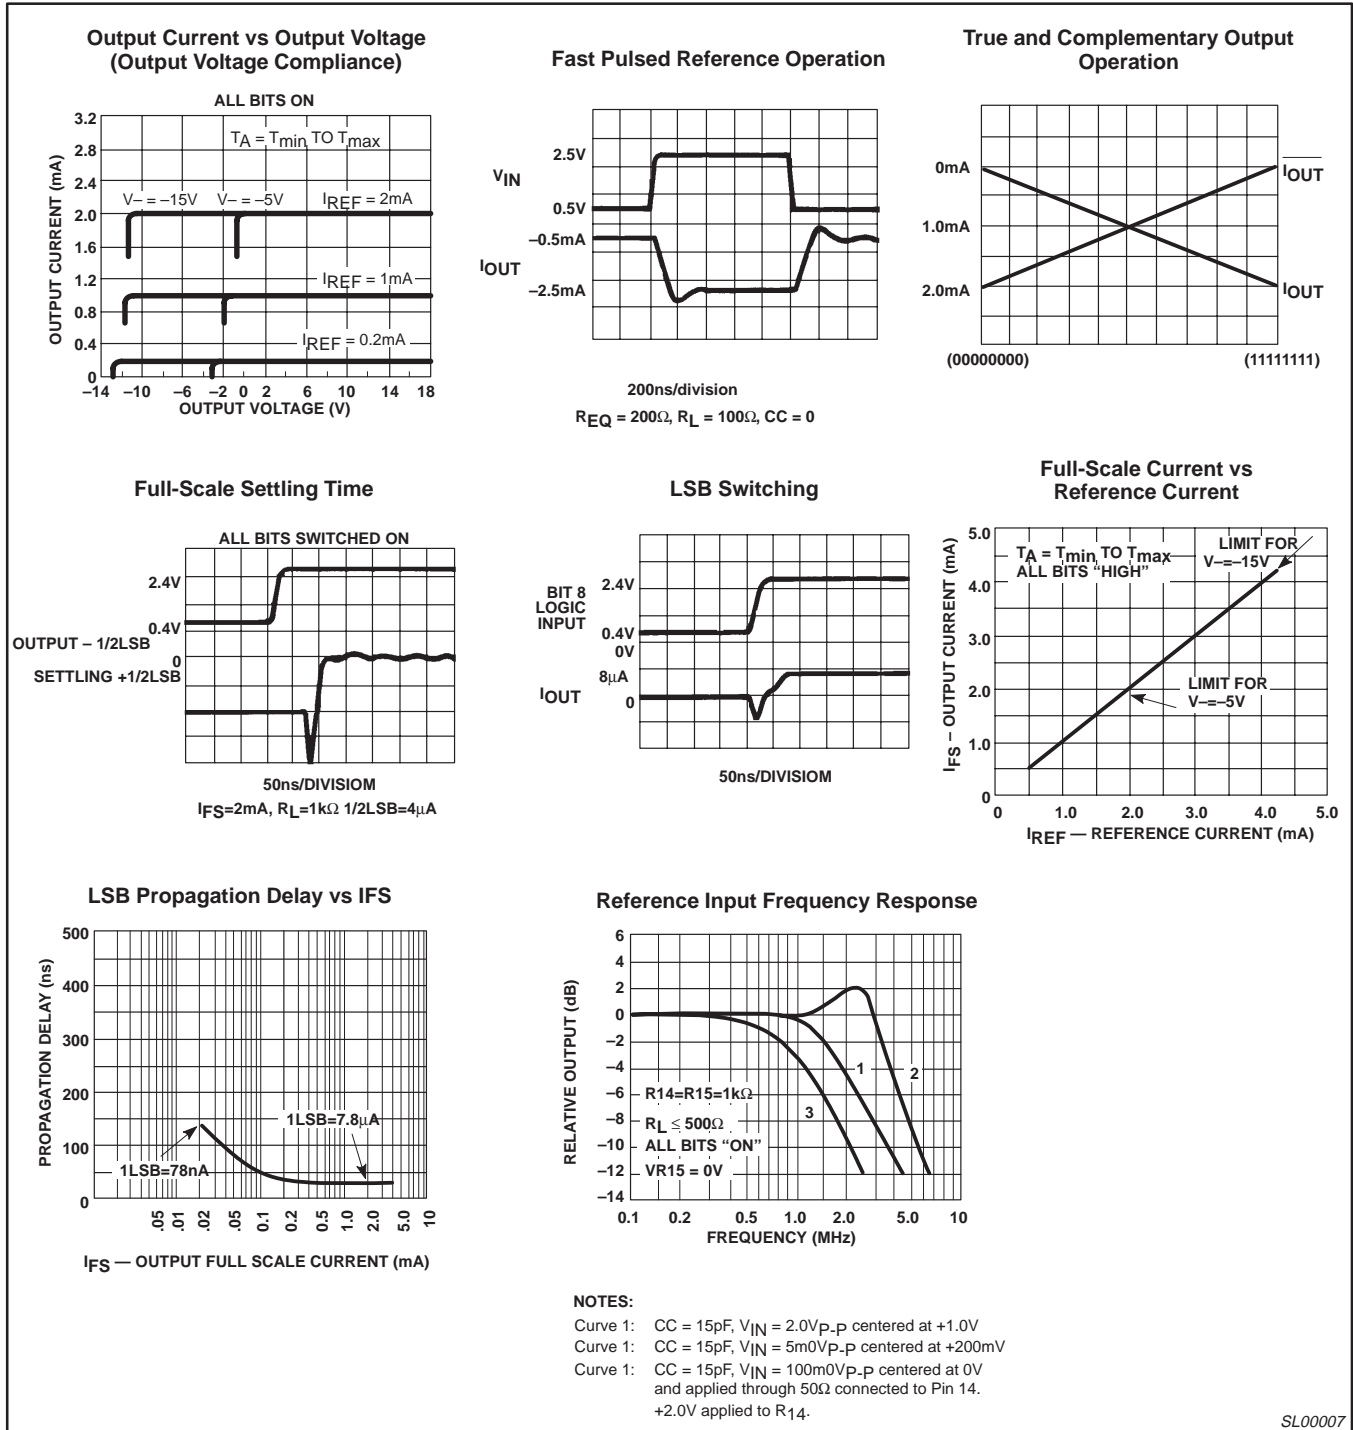 Output Current vs Output Voltage
(Output Voltage Compliance)
ALL BITS ON
OUTPUT CURRENT (mA)
3.2
2.8
2.4
2.0
1.6
1.2
0.8
0.4
0
TA = Tmin TO Tmax
V– = –15V
V– = –5V
IREF = 2mA
IREF = 1mA
IREF = 0.2mA
–14 –10 –6 –2 0 2 6 10 14 18
OUTPUT VOLTAGE (V)
Fast Pulsed Reference Operation
VIN
2.5V
0.5V
IOUT
–0.5mA
–2.5mA
200ns/division
REQ = 200Ω, RL = 100Ω, CC = 0
True and Complementary Output
Operation
0mA
1.0mA
2.0mA
IOUT
IOUT
(00000000) (11111111)
Full-Scale Settling Time
ALL BITS SWITCHED ON
2.4V
0.4V
OUTPUT – 1/2LSB
0
SETTLING +1/2LSB
50ns/DIVISIOM
IFS=2mA, RL=1kΩ 1/2LSB=4µA
LSB Switching
BIT 8
LOGIC
INPUT
2.4V
0.4V
0V
8µA
IOUT
0
50ns/DIVISIOM
Full-Scale Current vs
Reference Current
IFS – OUTPUT CURRENT (mA)
5.0
4.0
3.0
2.0
1.0
0
TA = Tmin TO Tmax
ALL BITS “HIGH”
LIMIT FOR
V–=–15V
LIMIT FOR
V–=–5V
0 1.0 2.0 3.0 4.0 5.0
IREF — REFERENCE CURRENT (mA)
LSB Propagation Delay vs IFS
PROPAGATION DELAY (ns)
500
400
300
200
100
0
1LSB=7.8µA
1LSB=78nA
.05 .01 .02 .05 0.1 0.2 0.5 1.0 2.0 5.0 10
IFS — OUTPUT FULL SCALE CURRENT (mA)
Reference Input Frequency Response
RELATIVE OUTPUT (dB)
6
4
2
0
–2
–4
–6
–8
–10
–12
–14
R14=R15=1kΩ
RL ≤ 500Ω
ALL BITS “ON”
VR15 = 0V
1
2
3
0.1 0.2 0.5 1.0 2.0 5.0 10
FREQUENCY (MHz)
NOTES:
Curve 1: CC = 15pF, VIN = 2.0VP-P centered at +1.0V
Curve 1: CC = 15pF, VIN = 5m0VP-P centered at +200mV
Curve 1: CC = 15pF, VIN = 100m0VP-P centered at 0V
and applied through 50Ω connected to Pin 14.
+2.0V applied to R14.
SL00007